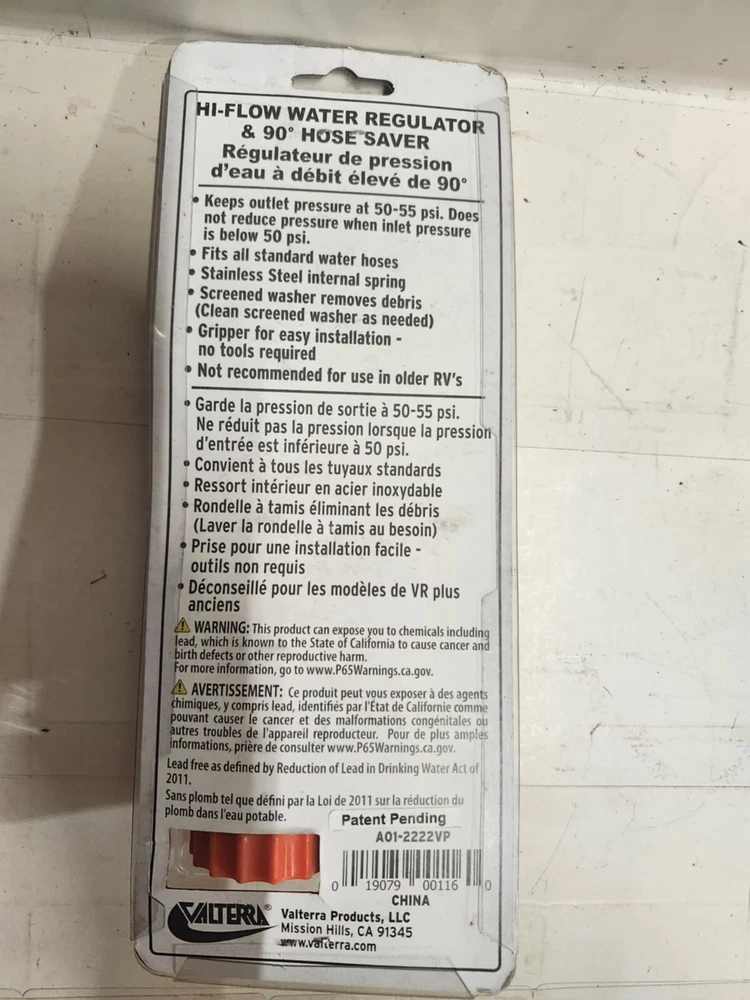 HI-FLOW WATER REGULATOR
& 90° HOSE SAVER
Régulateur de pression
d'eau à débit élevé de 90°
• Keeps outlet pressure at 50-55 psi. Does
not reduce pressure when inlet pressure
is below 50 psi.
• Fits all standard water hoses
• Stainless Steel internal spring
• Screened washer removes debris
(Clean screened washer as needed)
• Gripper for easy installation -
no tools required
• Not recommended for use in older RV's
• Garde la pression de sortie à 50-55 psi.
Ne réduit pas la pression lorsque la pression
d'entrée est inférieure à 50 psi.
• Convient à tous les tuyaux standards
• Ressort intérieur en acier inoxydable
• Rondelle à tamis éliminant les débris
(Laver la rondelle à tamis au besoin)
• Prise pour une installation facile -
outils non requis
• Déconseillé pour les modèles de VR plus
anciens
WARNING: This product can expose you to chemicals including
lead, which is known to the State of California to cause cancer and
birth defects or other reproductive harm.
For more information, go to www.P65Warnings.ca.gov.
AVERTISSEMENT: Ce produit peut vous exposer à des agents
chimiques, y compris lead, identifiés par l'État de Californie comme
pouvant causer le cancer et des malformations congénitales ou
autres troubles de l'appareil reproducteur. Pour de plus amples
informations, prière de consulter www.P65Warnings.ca.gov.
Lead free as defined by Reduction of Lead in Drinking Water Act of
2011.
Sans plomb tel que défini par la Loi de 2011 sur la réduction du
plomb dans l'eau potable.
Patent Pending
A01-2222VP
0 19079 00116 0
CHINA
VALTERRA®
Valterra Products, LLC
Mission Hills, CA 91345
www.valterra.com